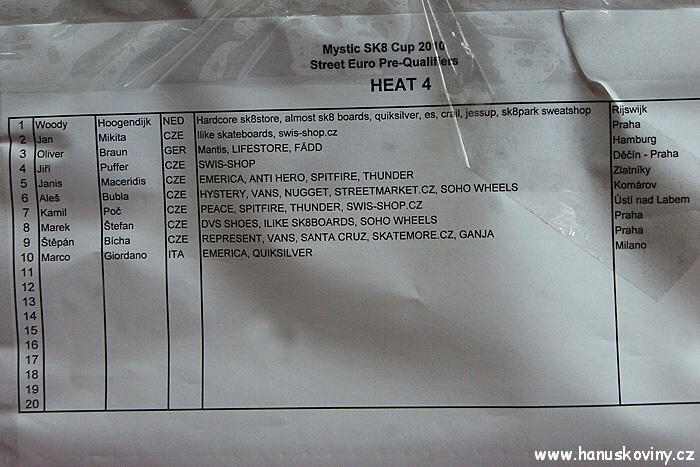 Mystic SK8 Cup 2010
Street Euro Pre-Qualifiers
HEAT 4
1 Woody Hoogendijk NED Hardcore sk8store, almost sk8 boards, quiksilver, es, crail, jessup, sk8park sweatshop Rijswijk
2 Jan Mikita CZE Ilike skateboards, swis-shop.cz Praha
3 Oliver Braun GER Mantis, LIFESTORE, FÄDD Hamburg
4 Jiří Puffer CZE SWIS-SHOP Děčín - Praha
5 Janis Maceridis CZE EMERICA, ANTI HERO, SPITFIRE, THUNDER Zlatníky
6 Aleš Bubla CZE HYSTERY, VANS, NUGGET, STREETMARKET.CZ, SOHO WHEELS Komárov
7 Kamil Poč CZE PEACE, SPITFIRE, THUNDER, SWIS-SHOP.CZ Ústí nad Labem
8 Marek Štefan CZE DVS SHOES, ILIKE SK8BOARDS, SOHO WHEELS Praha
9 Štěpán Bícha CZE REPRESENT, VANS, SANTA CRUZ, SKATEMORE.CZ, GANJA Praha
10 Marco Giordano ITA EMERICA, QUIKSILVER Milano
11
12
13
14
15
16
17
18
19
20
www.hanuskoviny.cz